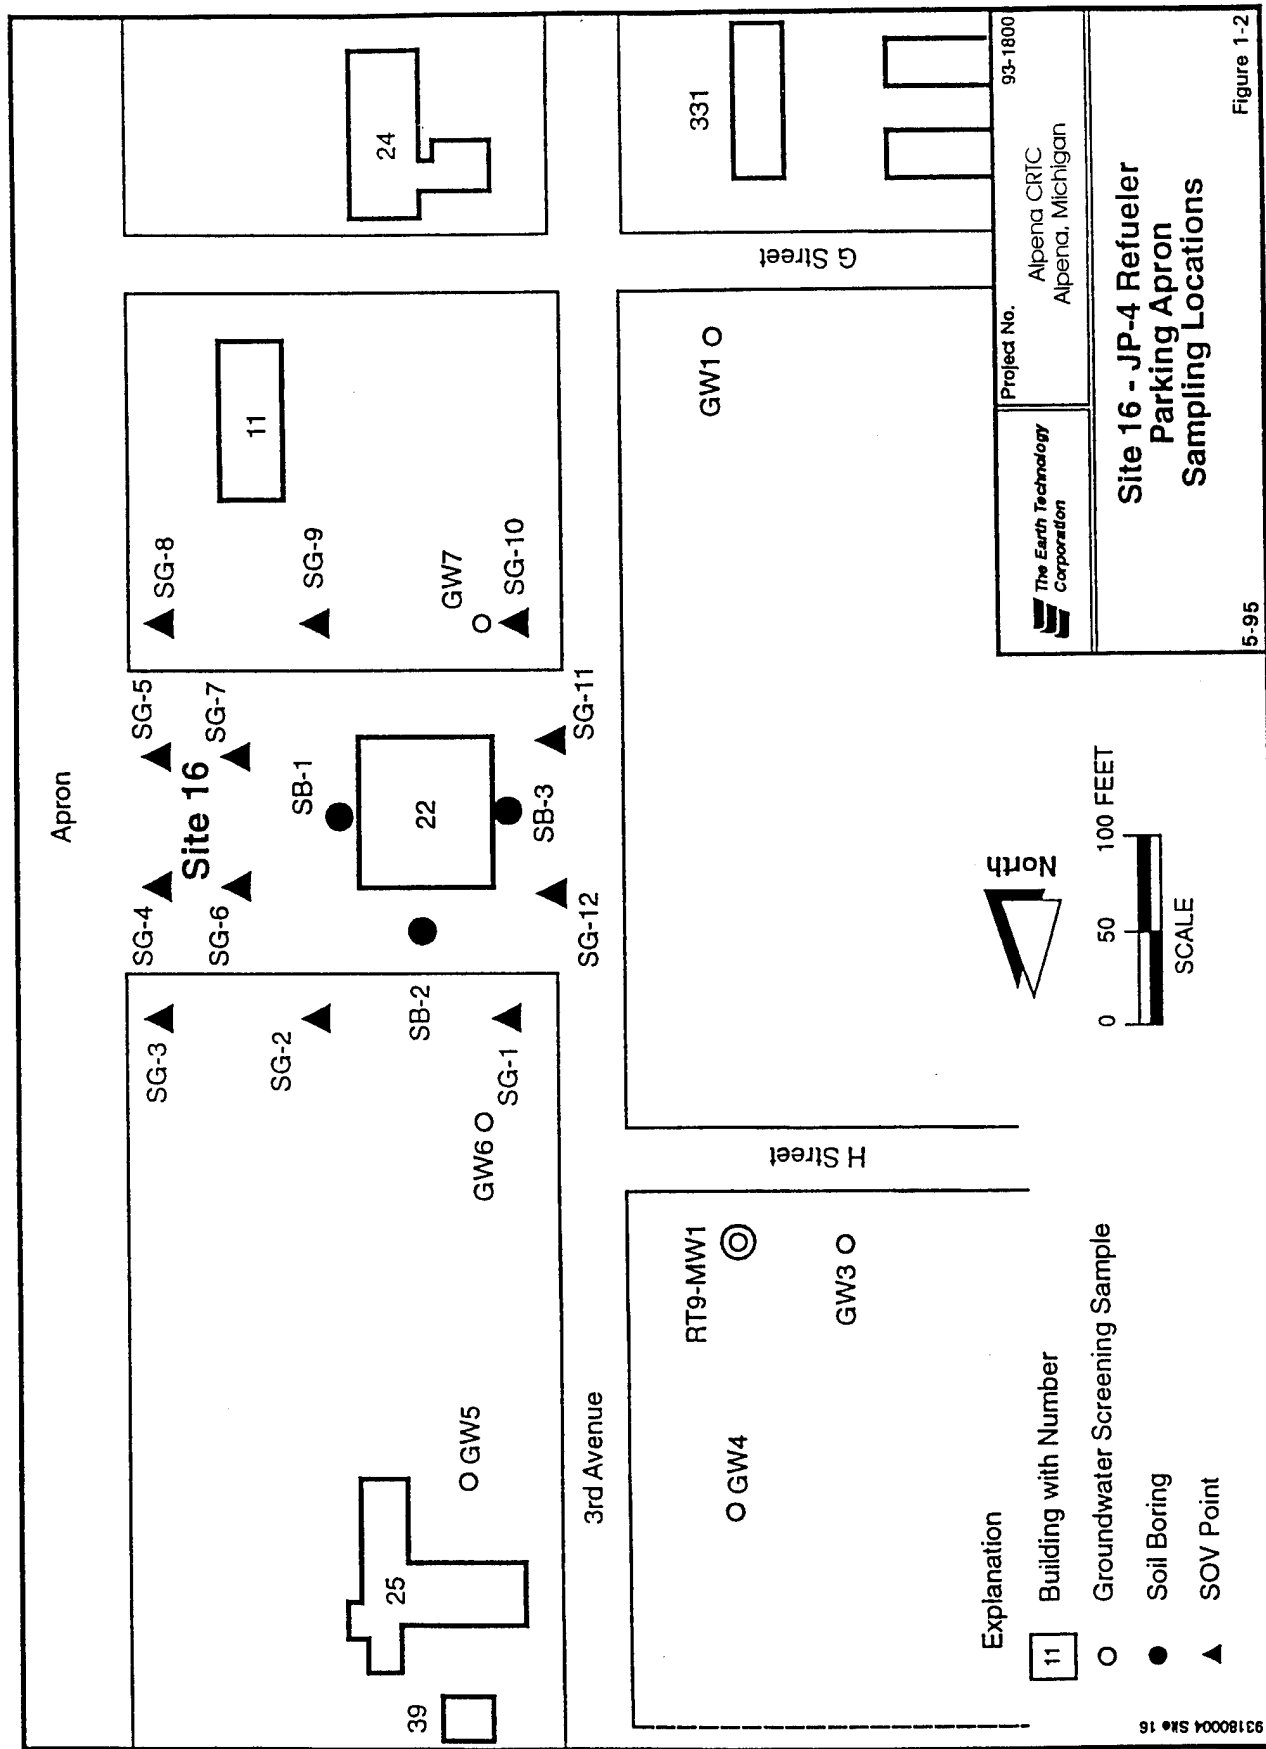 Apron
SG-3
SG-4
SG-5
SG-8
Site 16
SG-6
SG-7
11
24
SG-2
SB-1
SG-9
331
39
25
SB-2
22
GW5
GW6
SG-1
SB-3
GW7
SG-10
SG-12
SG-11
3rd Avenue
H Street
G Street
RT9-MW1
GW4
GW3
GW1
North
0
50
100 FEET
SCALE
Explanation
11
Building with Number
Groundwater Screening Sample
Soil Boring
SOV Point
The Earth Technology
Corporation
Project No.
93-1800
Alpena CRTC
Alpena, Michigan
Site 16 - JP-4 Refueler
Parking Apron
Sampling Locations
5-95
Figure 1-2
93180004 Site 16